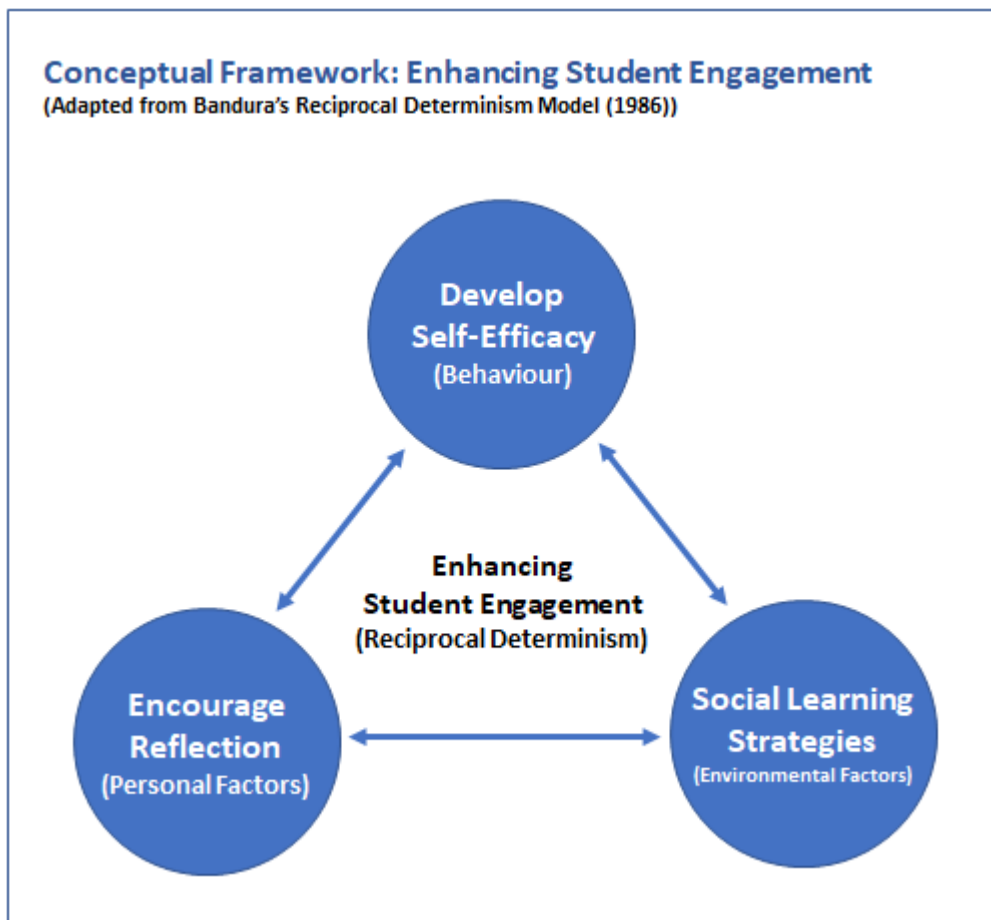 Conceptual Framework: Enhancing Student Engagement
(Adapted from Bandura's Reciprocal Determinism Model (1986))
Develop
Self-Efficacy
(Behaviour)
Enhancing
Student Engagement
(Reciprocal Determinism)
Encourage
Reflection
(Personal Factors)
Social Learning
Strategies
(Environmental Factors)